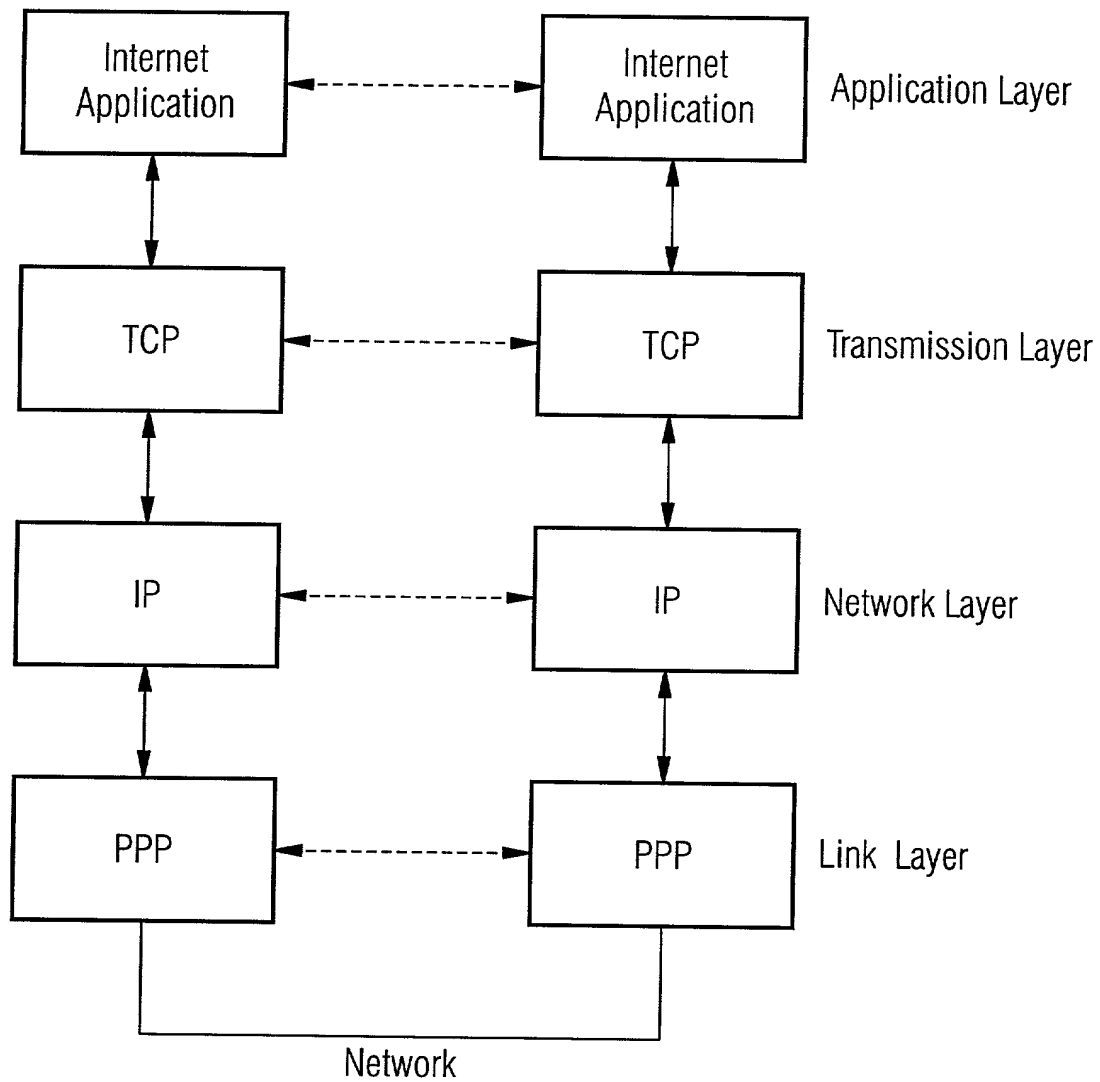 Internet
Application
Internet
Application
Application Layer
TCP
TCP
Transmission Layer
IP
IP
Network Layer
PPP
PPP
Link Layer
Network